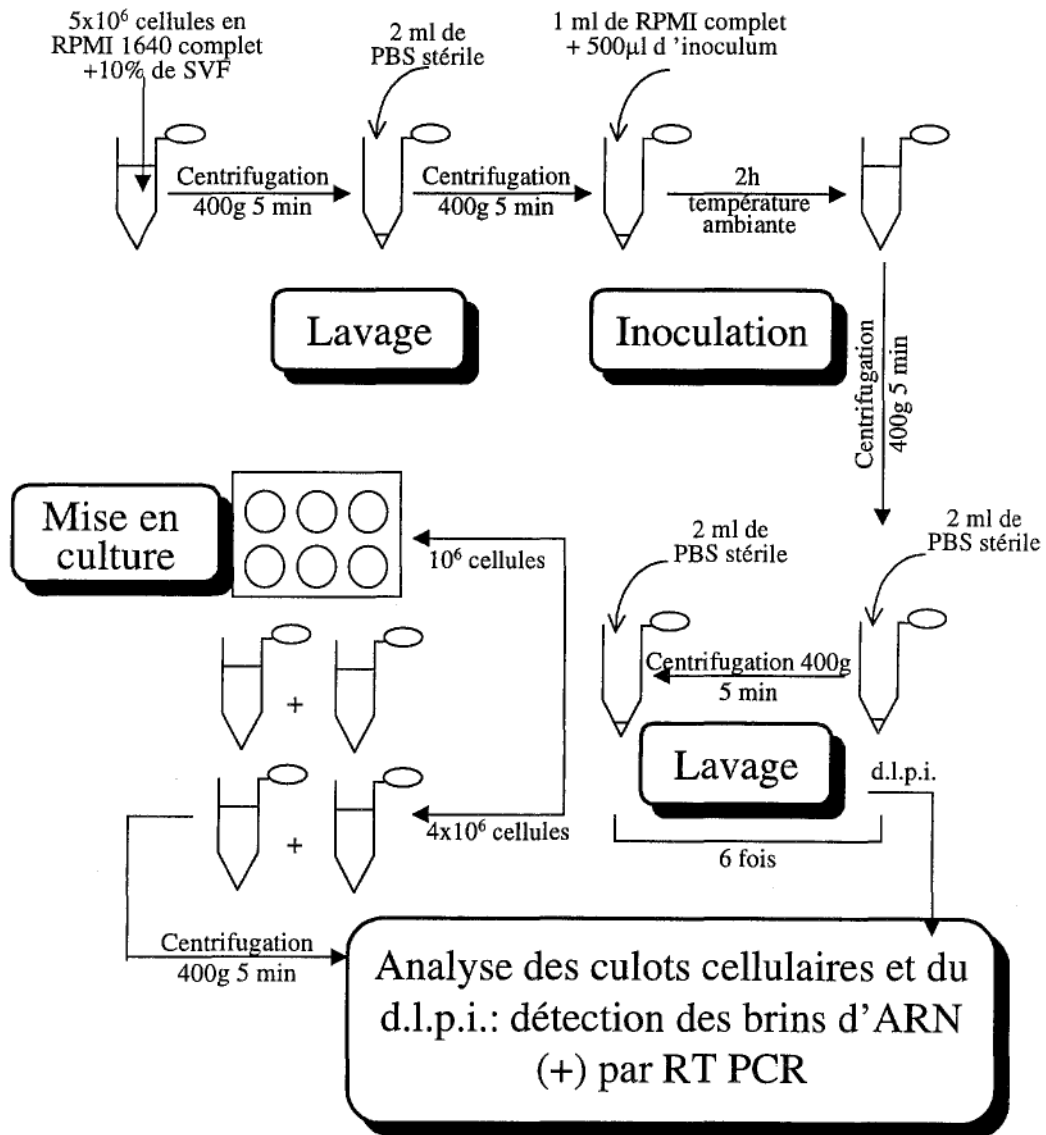 5x10⁶ cellules en
RPMI 1640 complet
+10% de SVF
2 ml de
PBS stérile
1 ml de RPMI complet
+ 500µl d ’inoculum
Centrifugation
400g 5 min
Centrifugation
400g 5 min
2h
température
ambiante
Lavage
Inoculation
Centrifugation
400g 5 min
Mise en
culture
10⁶ cellules
2 ml de
PBS stérile
2 ml de
PBS stérile
Centrifugation 400g
5 min
+
Lavage
d.l.p.i.
+
4x10⁶ cellules
6 fois
Centrifugation
400g 5 min
Analyse des culots cellulaires et du
d.l.p.i.: détection des brins d’ARN
(+) par RT PCR